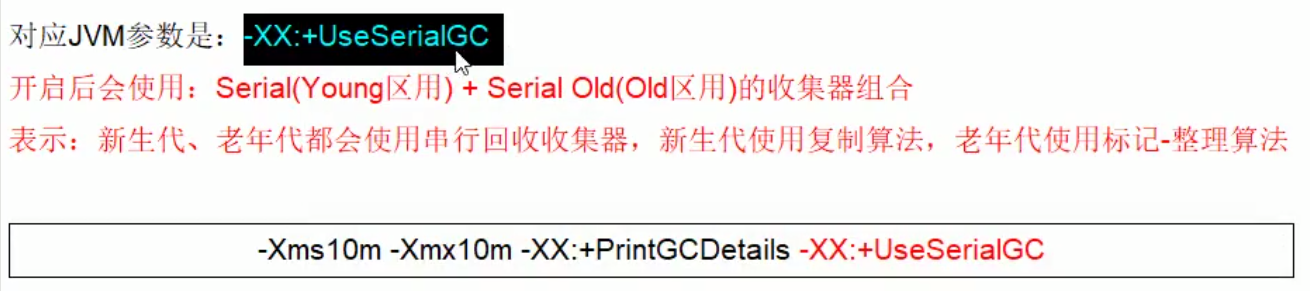 对应JVM参数是：-XX:+UseSerialGC
开启后会使用：Serial(Young区用) + Serial Old(Old区用)的收集器组合
表示：新生代、老年代都会使用串行回收收集器，新生代使用复制算法，老年代使用标记-整理算法
-Xms10m -Xmx10m -XX:+PrintGCDetails -XX:+UseSerialGC